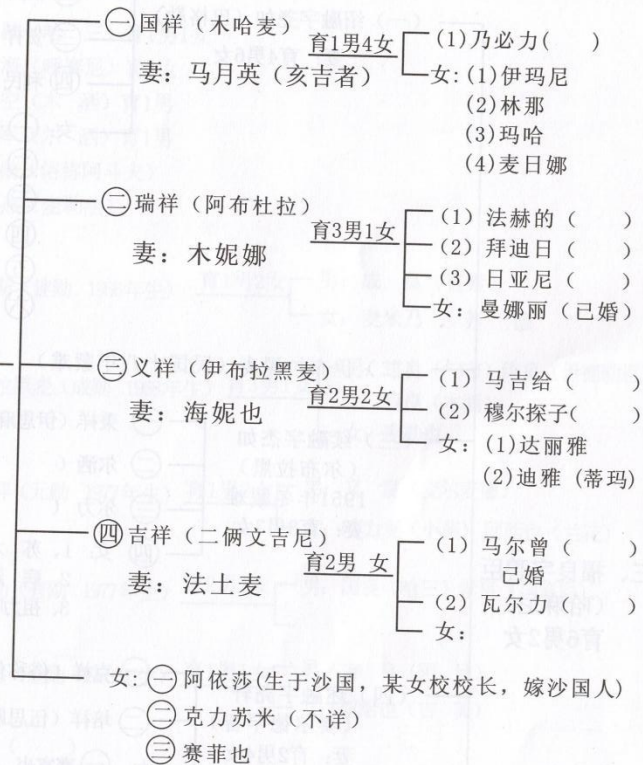 ㊀国祥（木哈麦）
育1男4女
(1)乃必力(　　)
妻：马月英（亥吉者）
女: (1)伊玛尼
(2)林那
(3)玛哈
(4)麦日娜
㊁瑞祥（阿布杜拉）
育3男1女
(1) 法赫的（　　)
(2) 拜迪日（　　)
(3) 日亚尼（　　)
妻：木妮娜
女：曼娜丽（已婚）
㊂义祥（伊布拉黑麦）
育2男2女
(1) 马吉给（　　)
(2) 穆尔探子(　　)
妻：海妮也
女：(1)达丽雅
(2)迪雅（蒂玛)
㊃吉祥（二俩文吉尼）
育2男 女
(1) 马尔曾（　　)
已婚
(2) 瓦尔力(　　)
妻：法土麦
女：
女：㊀阿依莎(生于沙国，某女校校长，嫁沙国人)
㊁克力苏米（不详）
㊂赛菲也